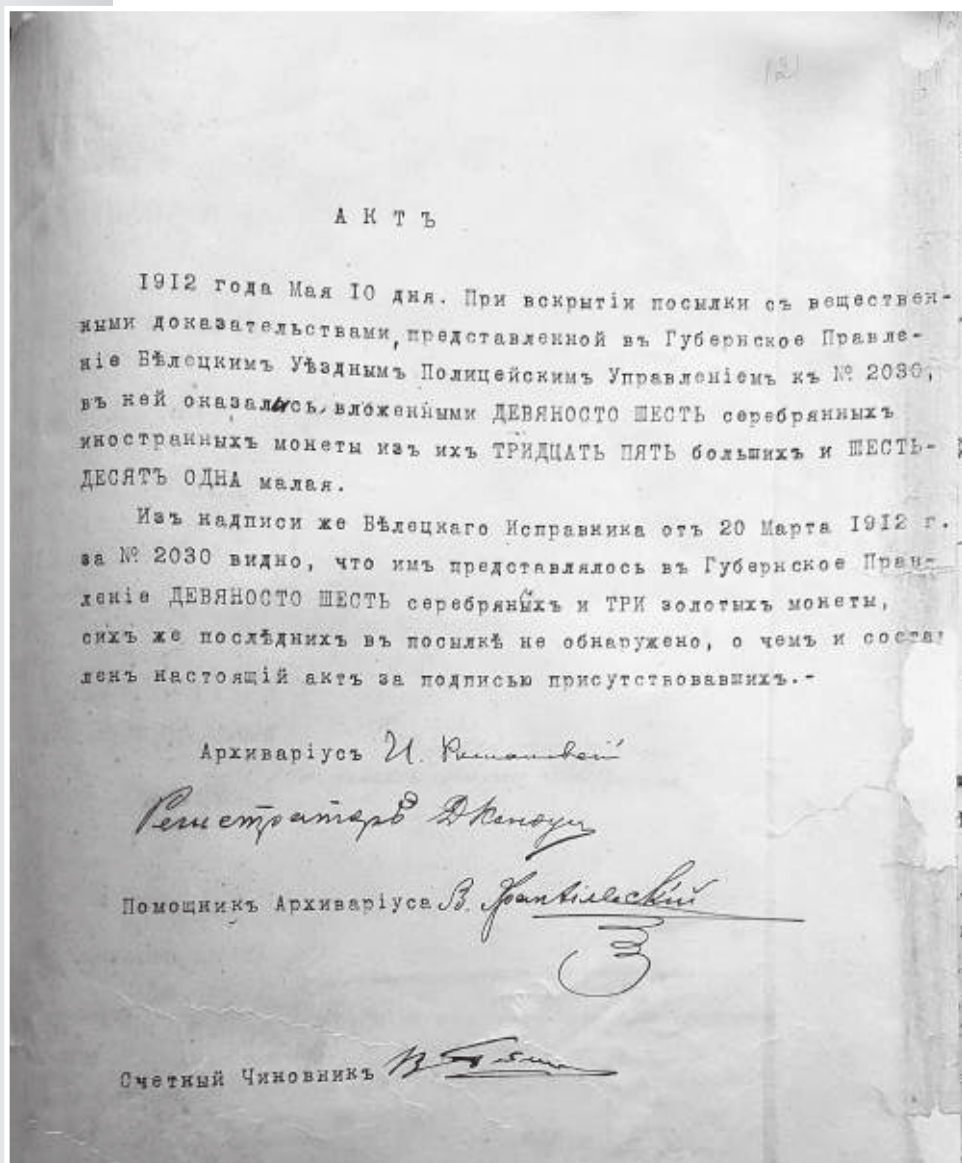 АКТЪ
1912 года Мая 10 дня. При вскрытіи посылки съ веществен-
ными доказательствами, представленной въ Губернское Правле-
ніе Бѣлецкимъ Уѣзднымъ Полицейскимъ Управленіемъ къ № 2030,
въ ней оказались вложенными ДЕВЯНОСТО ШЕСТЬ серебрянныхъ
иностранныхъ монеты изъ ихъ ТРИДЦАТЬ ПЯТЬ большихъ и ШЕСТЬ-
ДЕСЯТЪ ОДНА малая.
Изъ надписи же Бѣлецкаго Исправника отъ 20 Марта 1912 г.
за № 2030 видно, что имъ представлялось въ Губернское Прав-
леніе ДЕВЯНОСТО ШЕСТЬ серебряныхъ и ТРИ золотыхъ монеты,
сихъ же послѣднихъ въ посылкѣ не обнаружено, о чемъ и состав
ленъ настоящій актъ за подписью присутствовавшихъ.-
Архиваріусъ И.
Регистраторъ
Помощникъ Архиваріуса В.
Счетный Чиновникъ